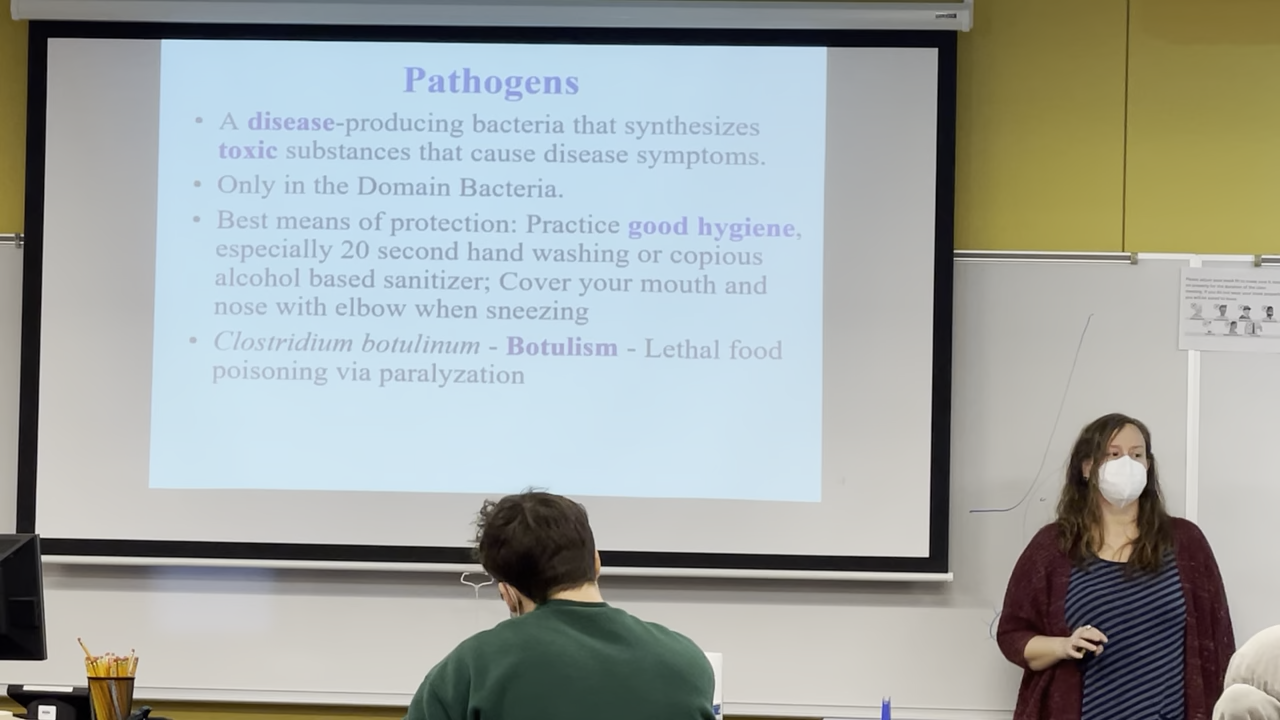 Pathogens
• A disease-producing bacteria that synthesizes
toxic substances that cause disease symptoms.
• Only in the Domain Bacteria.
• Best means of protection: Practice good hygiene,
especially 20 second hand washing or copious
alcohol based sanitizer; Cover your mouth and
nose with elbow when sneezing
• Clostridium botulinum - Botulism - Lethal food
poisoning via paralyzation